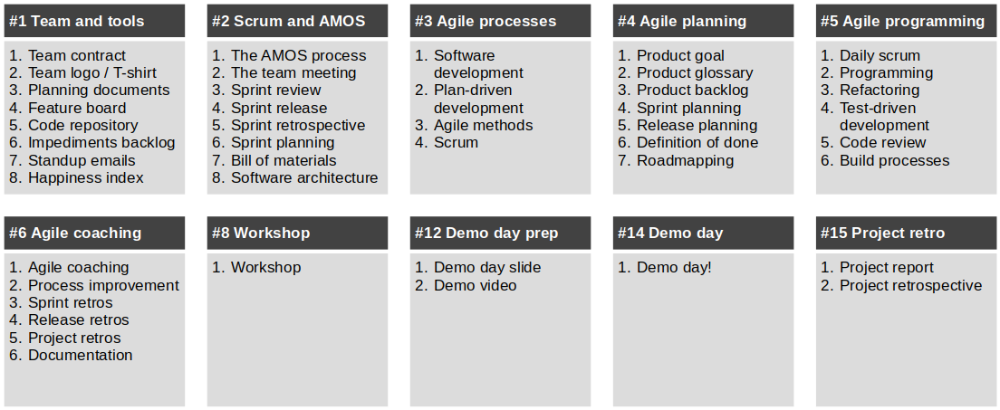 #1 Team and tools
1. Team contract
2. Team logo / T-shirt
3. Planning documents
4. Feature board
5. Code repository
6. Impediments backlog
7. Standup emails
8. Happiness index
#2 Scrum and AMOS
1. The AMOS process
2. The team meeting
3. Sprint review
4. Sprint release
5. Sprint retrospective
6. Sprint planning
7. Bill of materials
8. Software architecture
#3 Agile processes
1. Software
development
2. Plan-driven
development
3. Agile methods
4. Scrum
#4 Agile planning
1. Product goal
2. Product glossary
3. Product backlog
4. Sprint planning
5. Release planning
6. Definition of done
7. Roadmapping
#5 Agile programming
1. Daily scrum
2. Programming
3. Refactoring
4. Test-driven
development
5. Code review
6. Build processes
#6 Agile coaching
1. Agile coaching
2. Process improvement
3. Sprint retros
4. Release retros
5. Project retros
6. Documentation
#8 Workshop
1. Workshop
#12 Demo day prep
1. Demo day slide
2. Demo video
#14 Demo day
1. Demo day!
#15 Project retro
1. Project report
2. Project retrospective